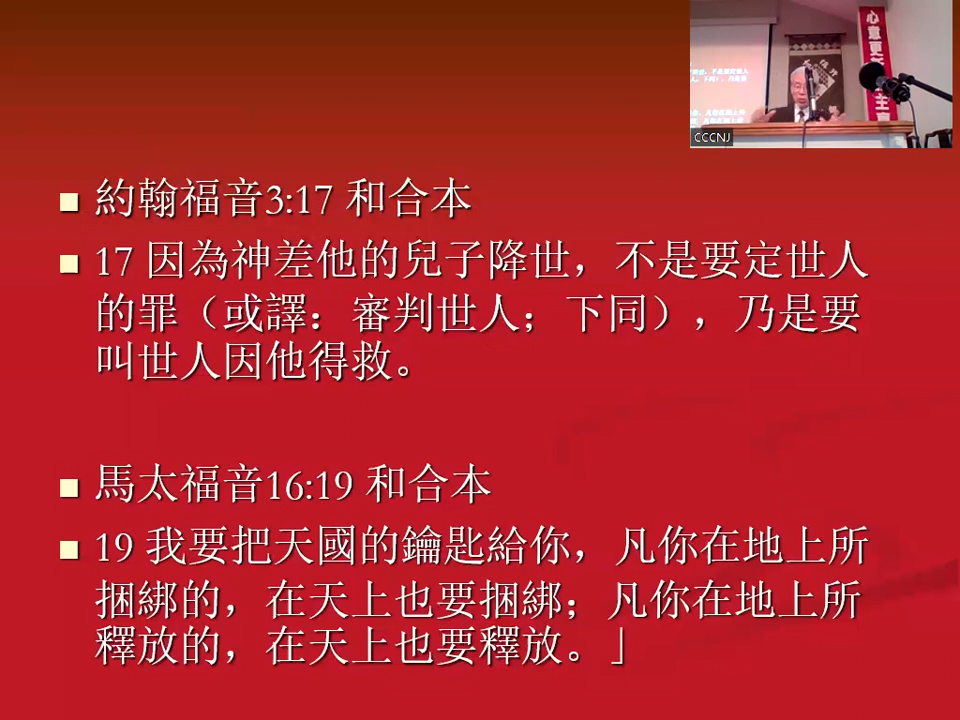 心意更新
CCCNJ
約翰福音3:17 和合本
17 因為神差他的兒子降世，不是要定世人
的罪（或譯：審判世人；下同），乃是要
叫世人因他得救。
馬太福音16:19 和合本
19 我要把天國的鑰匙給你，凡你在地上所
捆綁的，在天上也要捆綁；凡你在地上所
釋放的，在天上也要釋放。」